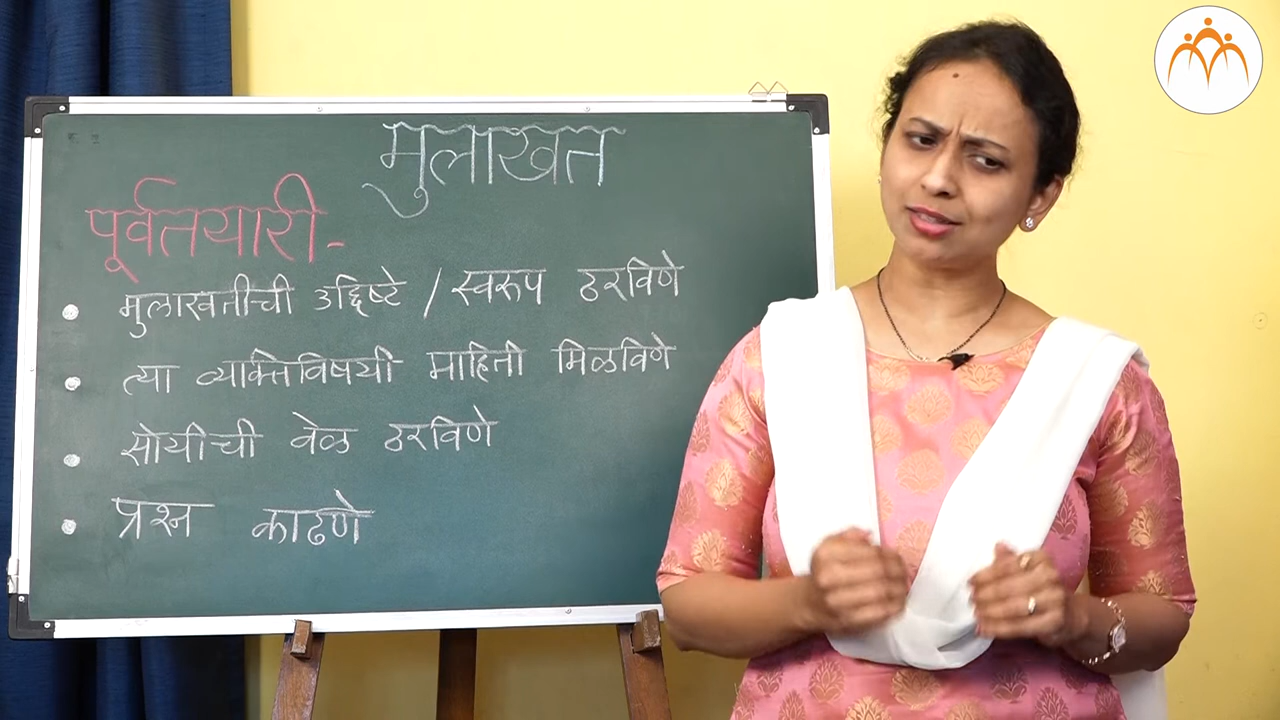 मुलाखत
पूर्वतयारी-
• मुलाखतीची उद्दिष्टे / स्वरूप ठरविणे
• त्या व्यक्तिविषयी माहिती मिळविणे
• सोयीची वेळ ठरविणे
• प्रश्न काढणे